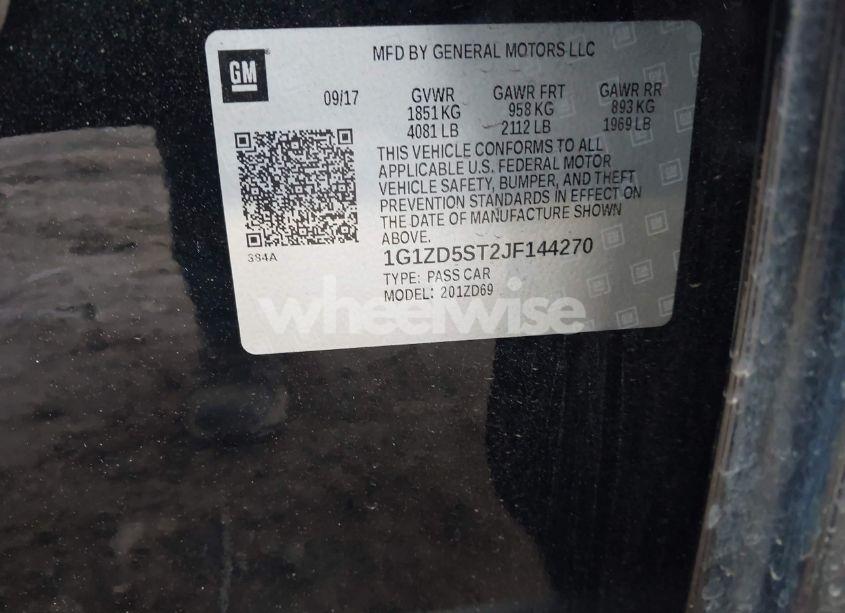 GM
MFD BY GENERAL MOTORS LLC
09/17
GVWR GAWR FRT GAWR RR
1851 KG 958 KG 893 KG
4081 LB 2112 LB 1969 LB
THIS VEHICLE CONFORMS TO ALL
APPLICABLE U.S. FEDERAL MOTOR
VEHICLE SAFETY, BUMPER, AND THEFT
PREVENTION STANDARDS IN EFFECT ON
THE DATE OF MANUFACTURE SHOWN
ABOVE.
384A
1G1ZD5ST2JF144270
TYPE: PASS CAR
MODEL: 201ZD69
wheelwise